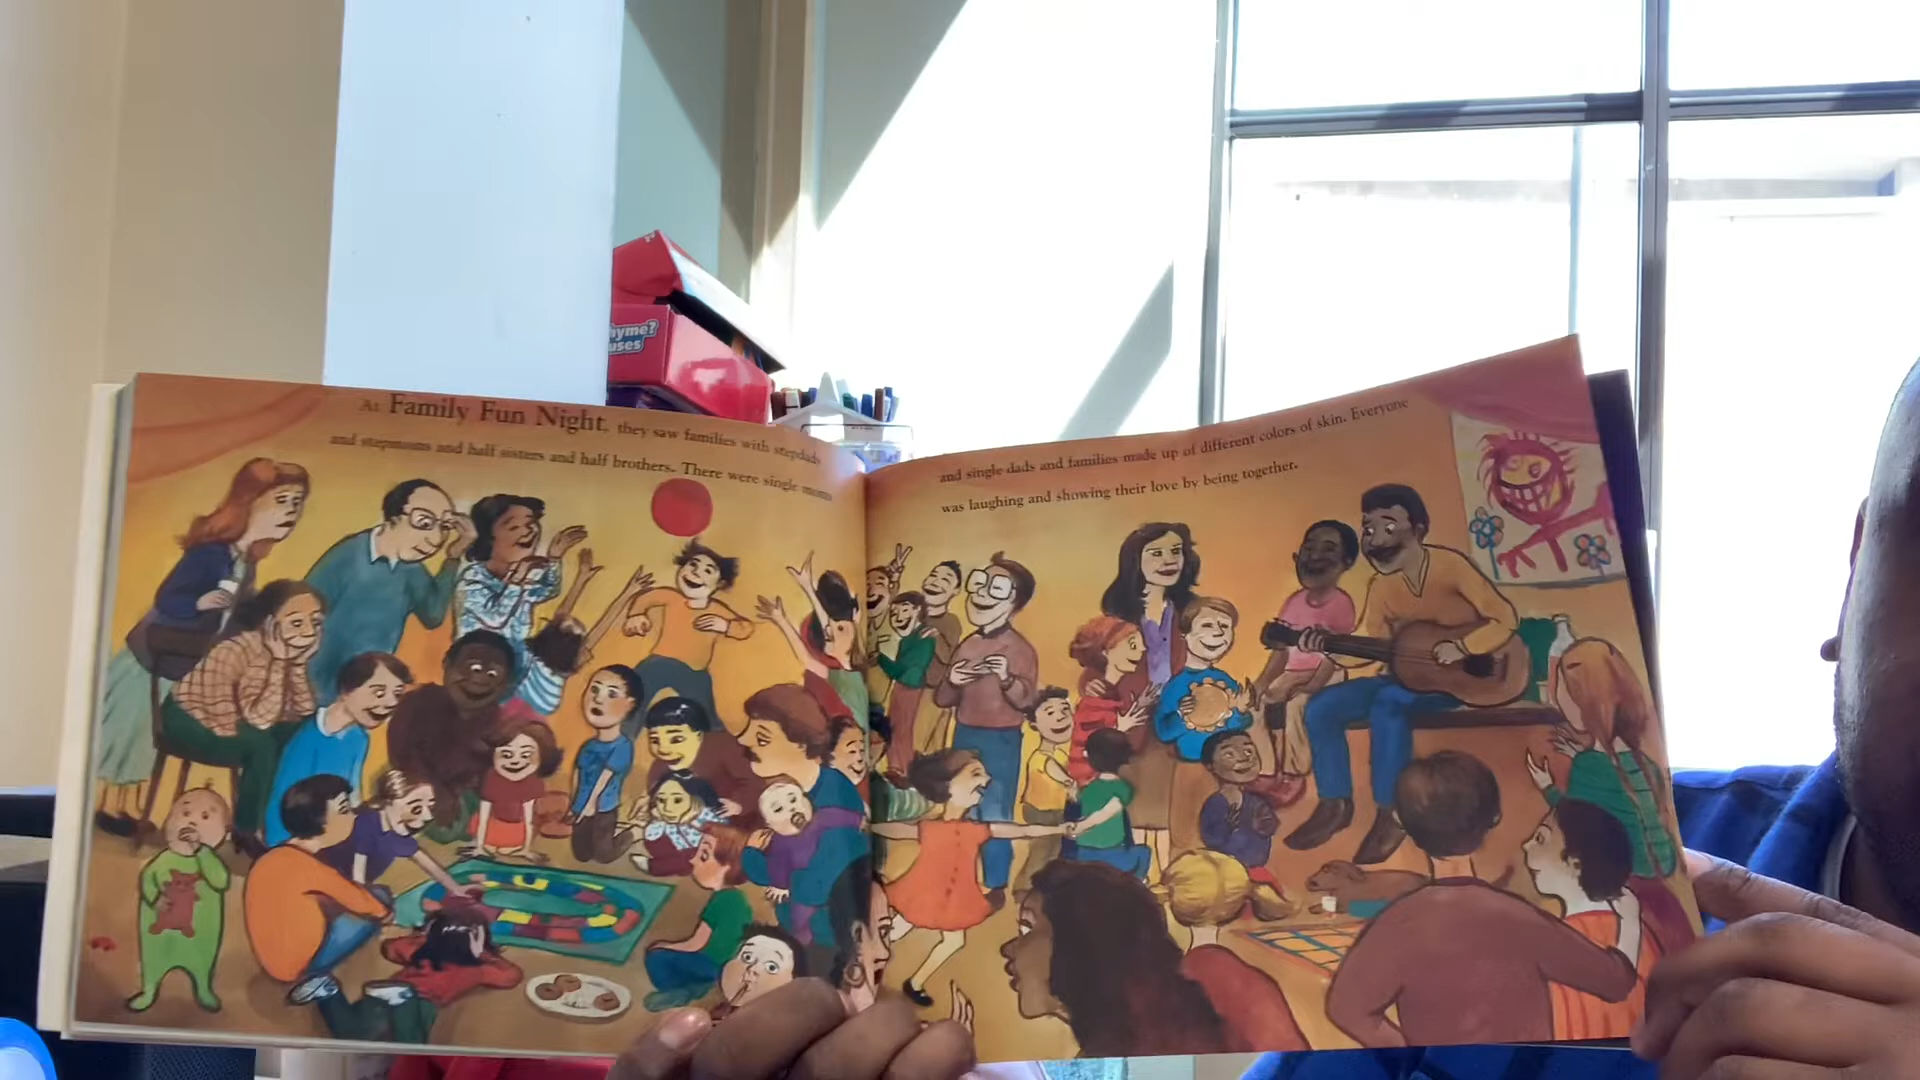 At Family Fun Night, they saw families with stepdads
and stepmoms and half sisters and half brothers. There were single moms
and single dads and families made up of different colors of skin. Everyone
was laughing and showing their love by being together.
hyme?
uses